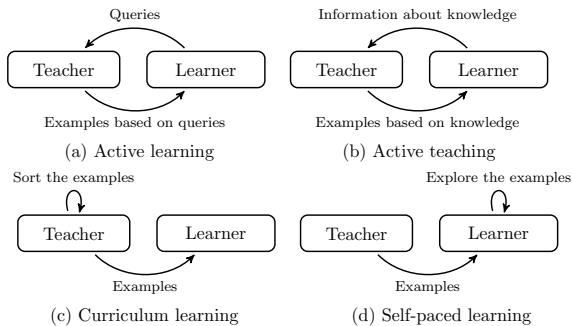 Queries
Teacher
Learner
Examples based on queries
(a) Active learning
Information about knowledge
Teacher
Learner
Examples based on knowledge
(b) Active teaching
Sort the examples
Teacher
Learner
Examples
(c) Curriculum learning
Explore the examples
Teacher
Learner
Examples
(d) Self-paced learning